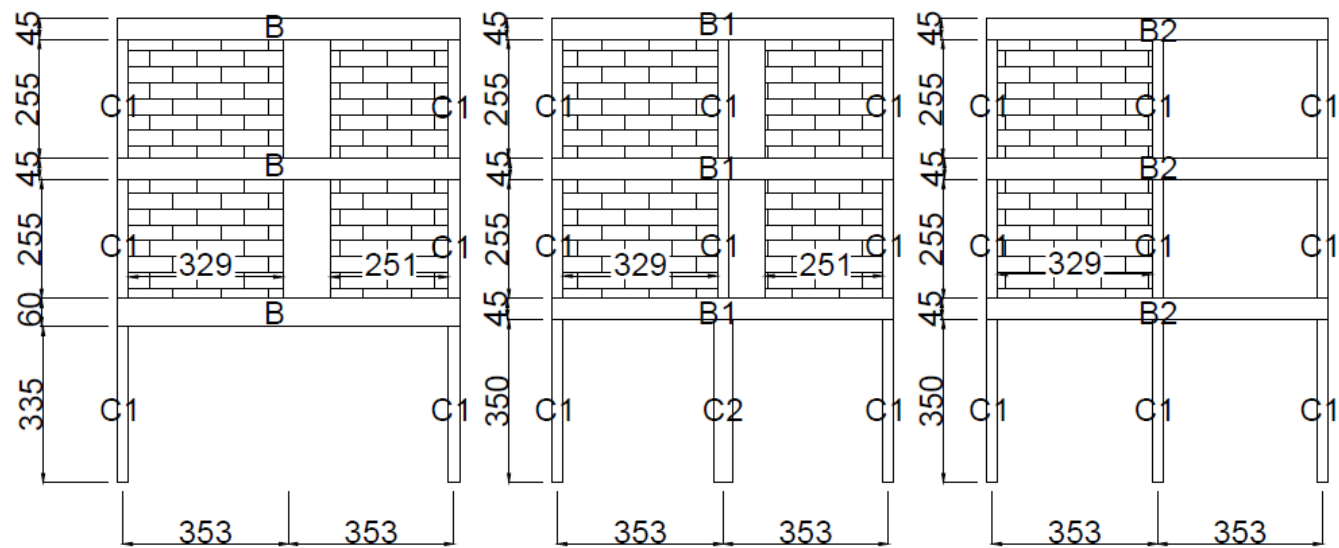 45 B 45 B1 45 B2
255 C1 C1 255 C1 C1 C1 255 C1 C1 C1
45 B 45 B1 45 B2
255 C1 C1 255 C1 C1 C1 255 C1 C1 C1
329 251 329 251 329
60 B 45 B1 45 B2
335 C1 C1 350 C1 C2 C1 350 C1 C1 C1
353 353 353 353 353 353